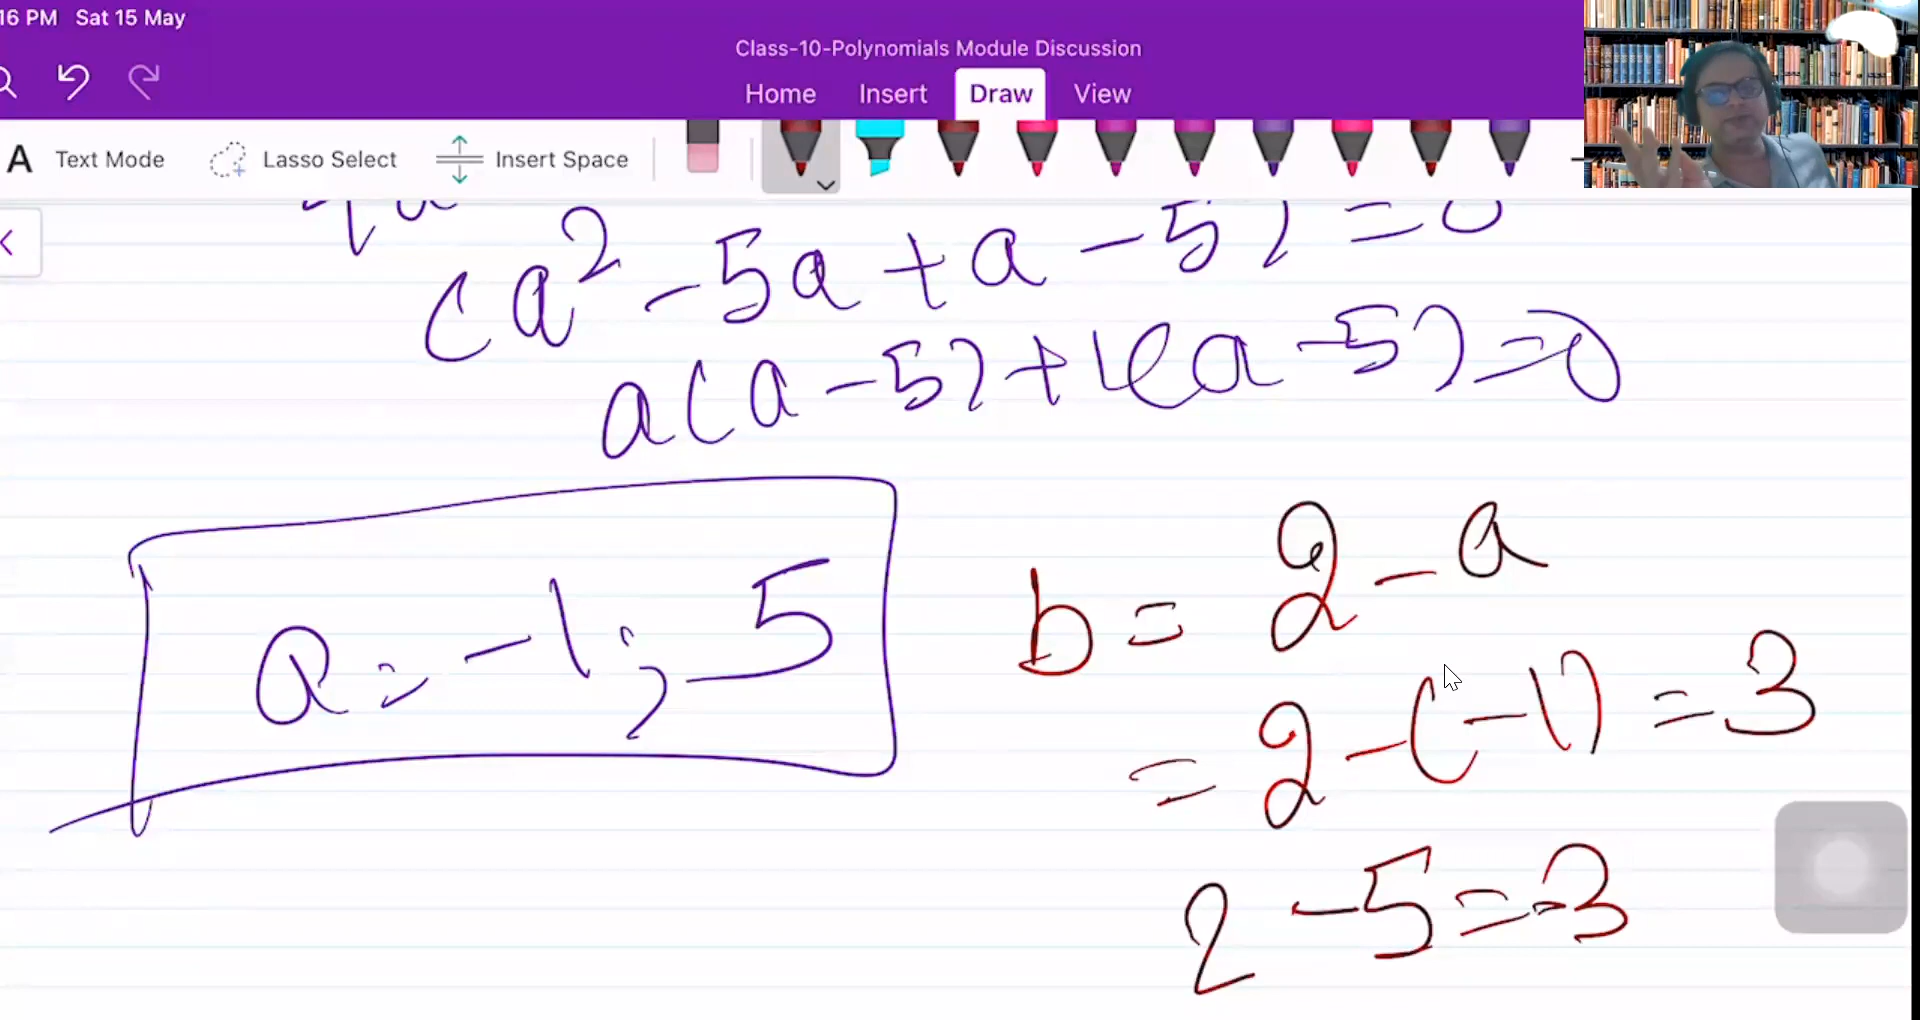 16 PM Sat 15 May
Class-10-Polynomials Module Discussion
Home Insert Draw View
A Text Mode Lasso Select Insert Space
(a² - 5a + a - 5) = 0
a(a - 5) + 1(a - 5) = 0
a = -1, 5
b = 2 - a
= 2 - (-1) = 3
2 - 5 = -3